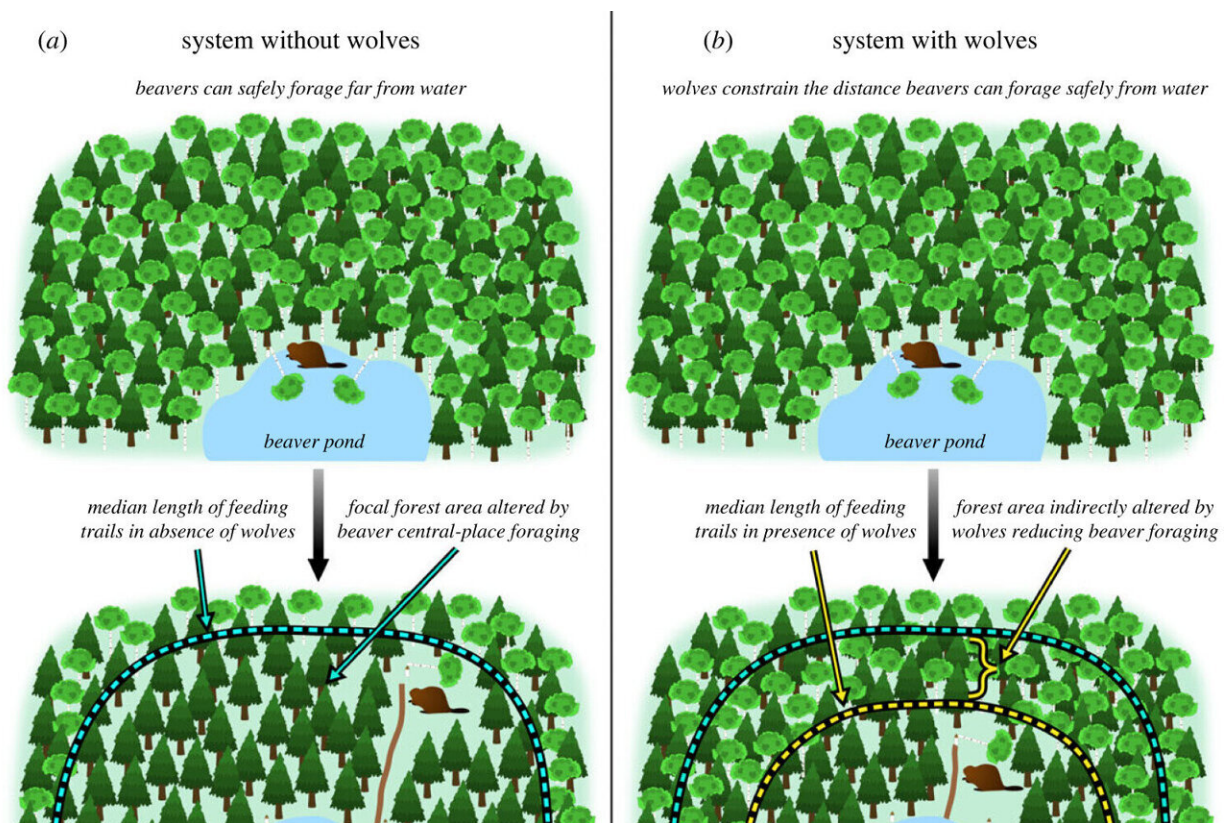 (a) system without wolves
beavers can safely forage far from water
beaver pond
median length of feeding
trails in absence of wolves
focal forest area altered by
beaver central-place foraging
(b) system with wolves
wolves constrain the distance beavers can forage safely from water
beaver pond
median length of feeding
trails in presence of wolves
forest area indirectly altered by
wolves reducing beaver foraging